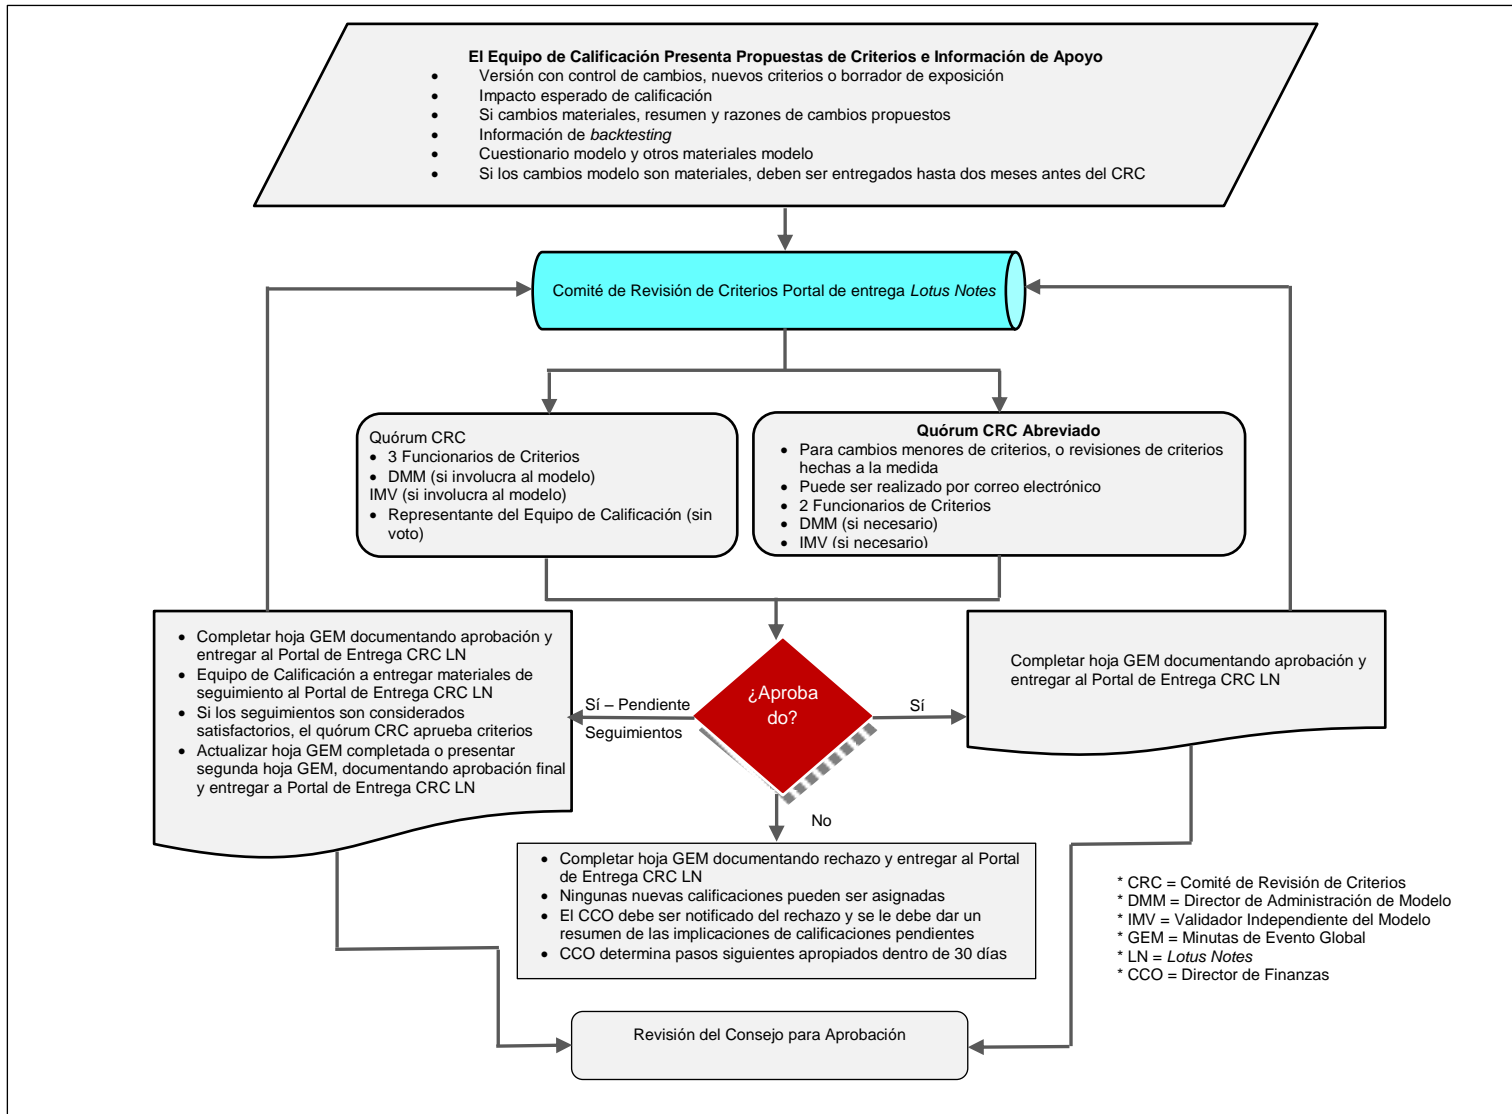 El Equipo de Calificación Presenta Propuestas de Criterios e Información de Apoyo
• Versión con control de cambios, nuevos criterios o borrador de exposición
• Impacto esperado de calificación
• Si cambios materiales, resumen y razones de cambios propuestos
• Información de backtesting
• Cuestionario modelo y otros materiales modelo
• Si los cambios modelo son materiales, deben ser entregados hasta dos meses antes del CRC
Comité de Revisión de Criterios Portal de entrega Lotus Notes
Quórum CRC
• 3 Funcionarios de Criterios
• DMM (si involucra al modelo)
IMV (si involucra al modelo)
• Representante del Equipo de Calificación (sin
voto)
Quórum CRC Abreviado
• Para cambios menores de criterios, o revisiones de criterios
hechas a la medida
• Puede ser realizado por correo electrónico
• 2 Funcionarios de Criterios
• DMM (si necesario)
• IMV (si necesario)
• Completar hoja GEM documentando aprobación y
entregar al Portal de Entrega CRC LN
• Equipo de Calificación a entregar materiales de
seguimiento al Portal de Entrega CRC LN
• Si los seguimientos son considerados
satisfactorios, el quórum CRC aprueba criterios
• Actualizar hoja GEM completada o presentar
segunda hoja GEM, documentando aprobación final
y entregar a Portal de Entrega CRC LN
Sí – Pendiente
Seguimientos
¿Aproba
do?
Sí
Completar hoja GEM documentando aprobación y
entregar al Portal de Entrega CRC LN
No
• Completar hoja GEM documentando rechazo y entregar al Portal
de Entrega CRC LN
• Ningunas nuevas calificaciones pueden ser asignadas
• El CCO debe ser notificado del rechazo y se le debe dar un
resumen de las implicaciones de calificaciones pendientes
• CCO determina pasos siguientes apropiados dentro de 30 días
* CRC = Comité de Revisión de Criterios
* DMM = Director de Administración de Modelo
* IMV = Validador Independiente del Modelo
* GEM = Minutas de Evento Global
* LN = Lotus Notes
* CCO = Director de Finanzas
Revisión del Consejo para Aprobación